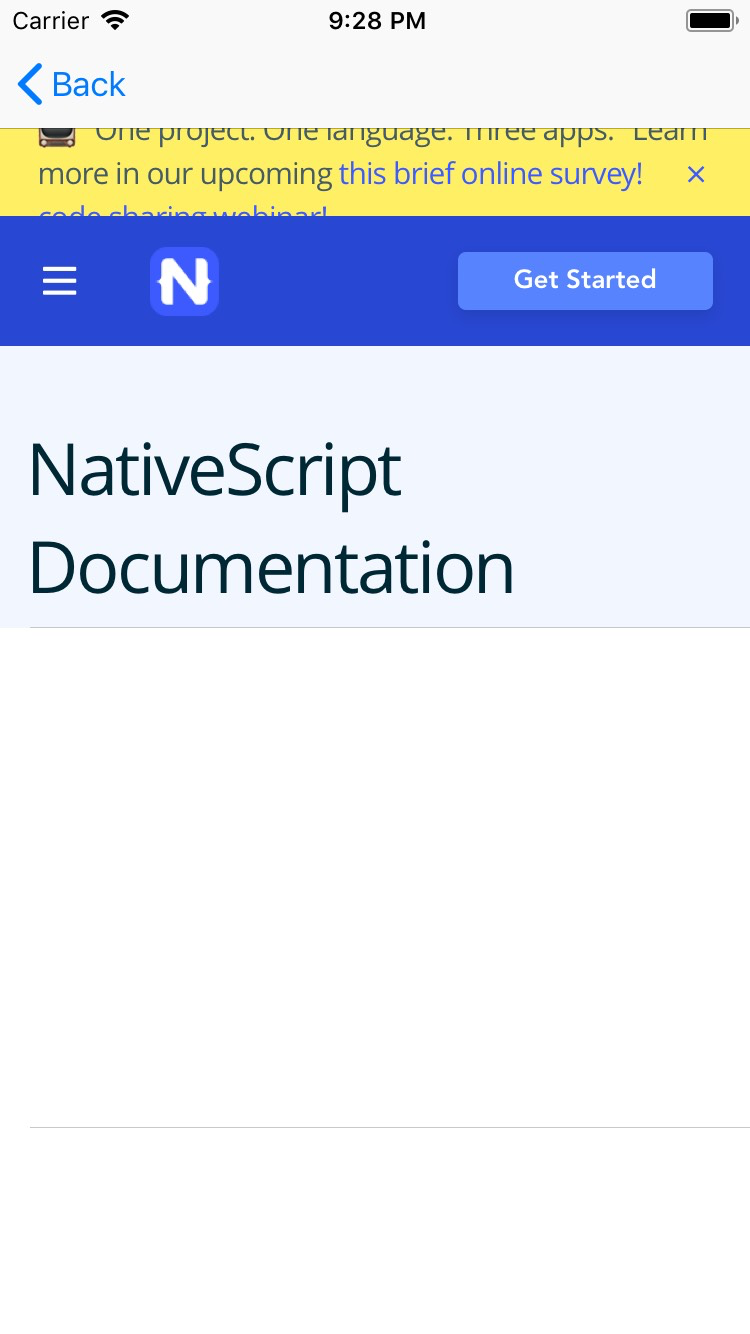 Carrier 9:28 PM
Back
One project. One language. Three apps. Learn
more in our upcoming this brief online survey! ×
code sharing webinar!
N Get Started
NativeScript
Documentation